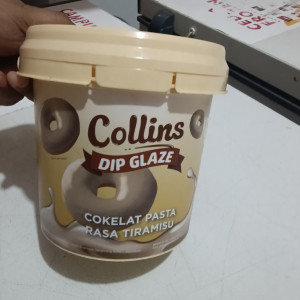 Collins
DIP GLAZE
COKELAT PASTA
RASA TIRAMISU